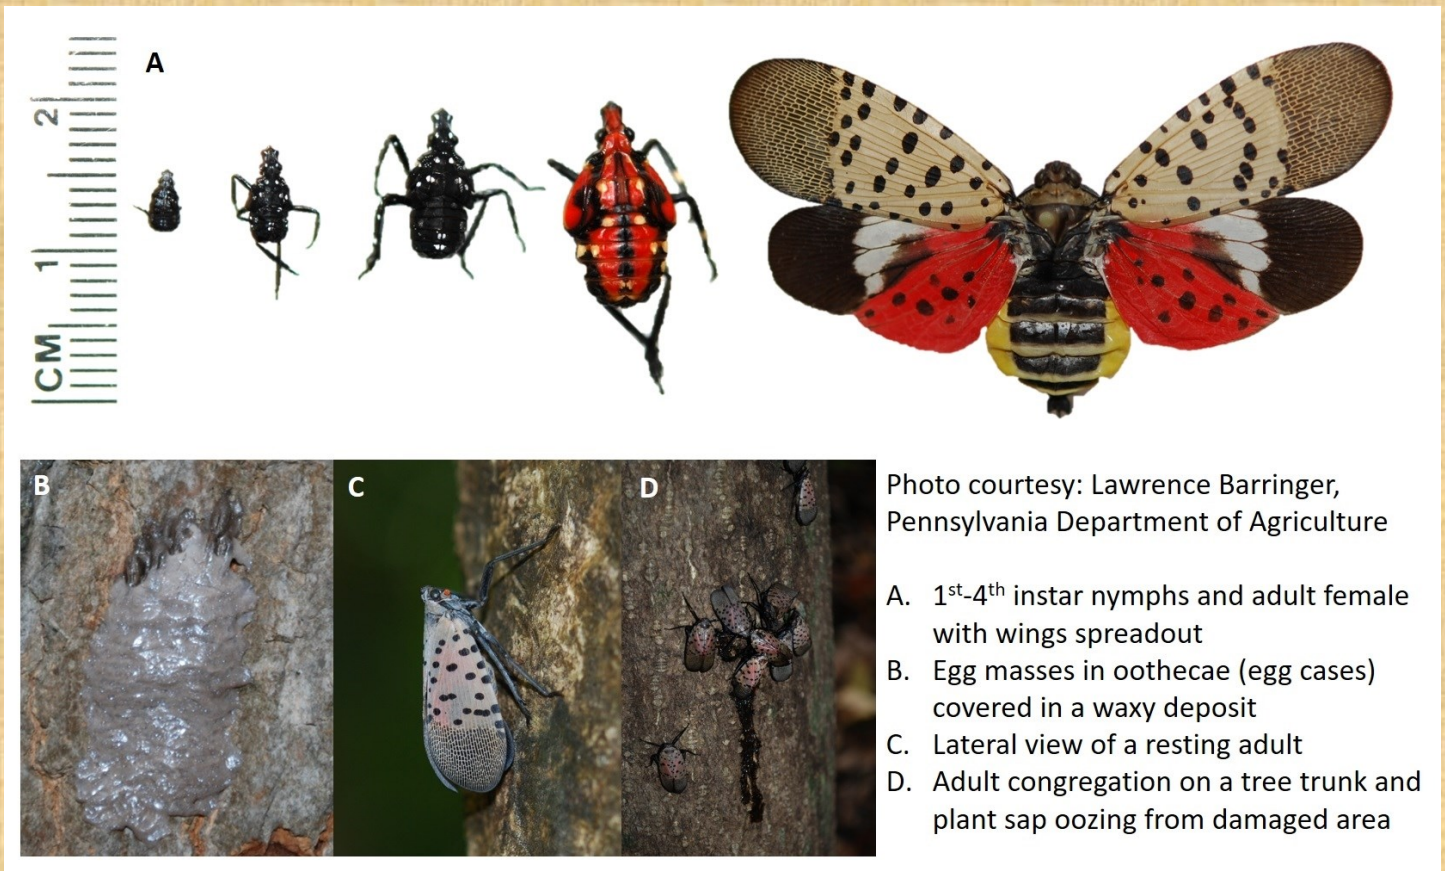 A
2
1
CM
B
C
D
Photo courtesy: Lawrence Barringer,
Pennsylvania Department of Agriculture
A. 1st-4th instar nymphs and adult female
with wings spreadout
B. Egg masses in oothecae (egg cases)
covered in a waxy deposit
C. Lateral view of a resting adult
D. Adult congregation on a tree trunk and
plant sap oozing from damaged area